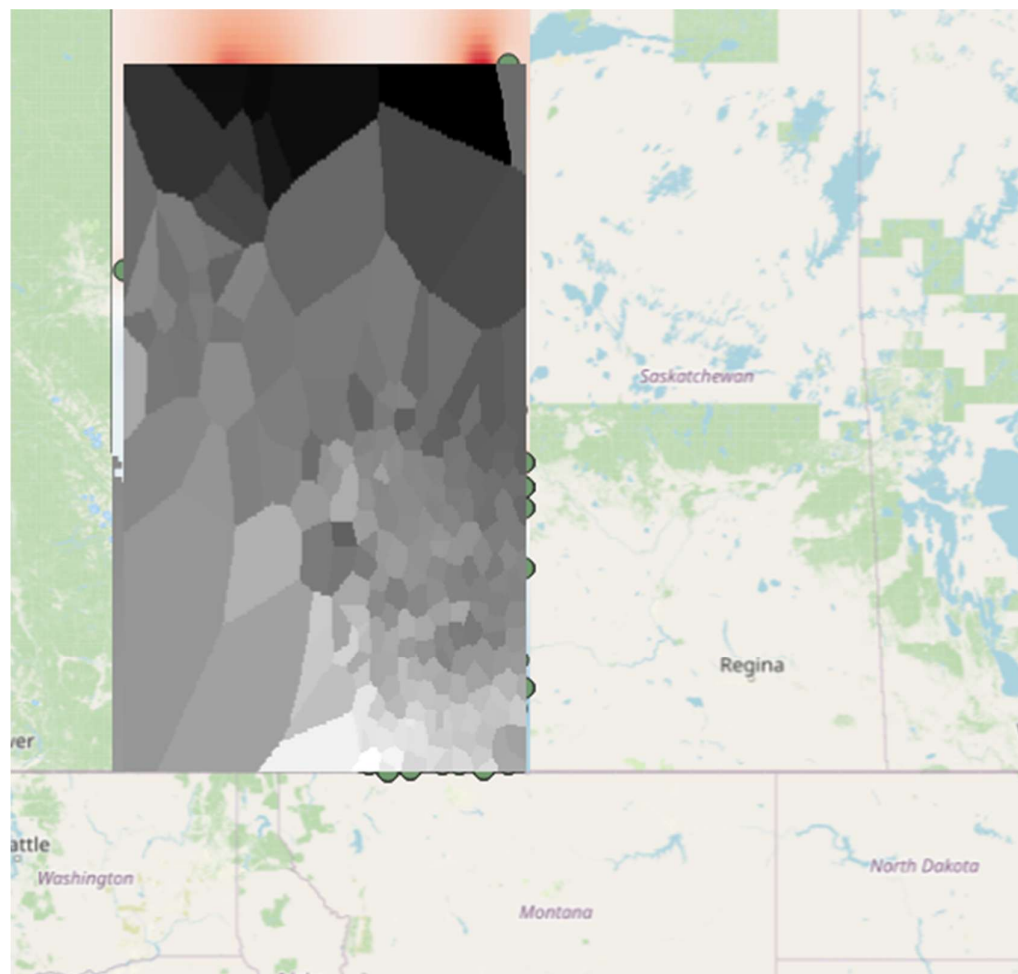 Saskatchewan
Regina
ver
attle
Washington
North Dakota
Montana